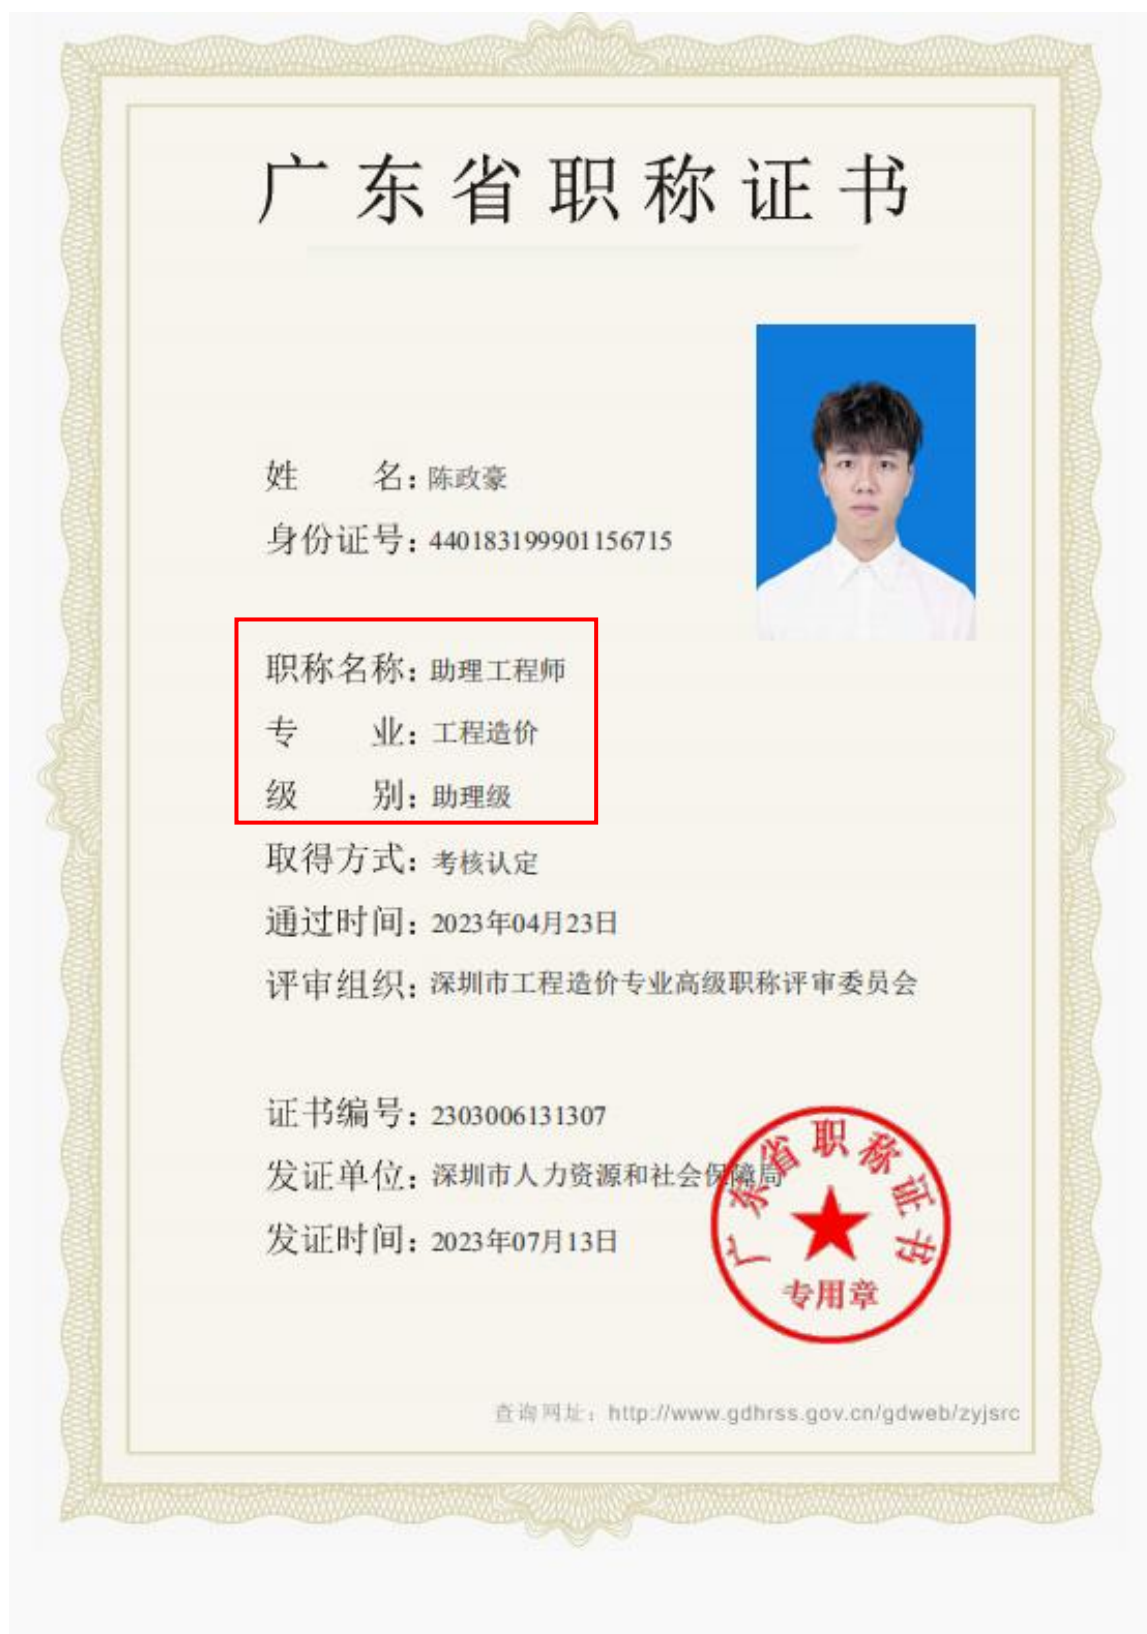 广东省职称证书
姓 名：陈政豪
身份证号：440183199901156715
职称名称：助理工程师
专 业：工程造价
级 别：助理级
取得方式：考核认定
通过时间：2023年04月23日
评审组织：深圳市工程造价专业高级职称评审委员会
证书编号：2303006131307
发证单位：深圳市人力资源和社会保障局
发证时间：2023年07月13日
广东省职称证书
专用章
查询网址：http://www.gdhrss.gov.cn/gdweb/zyjsrc